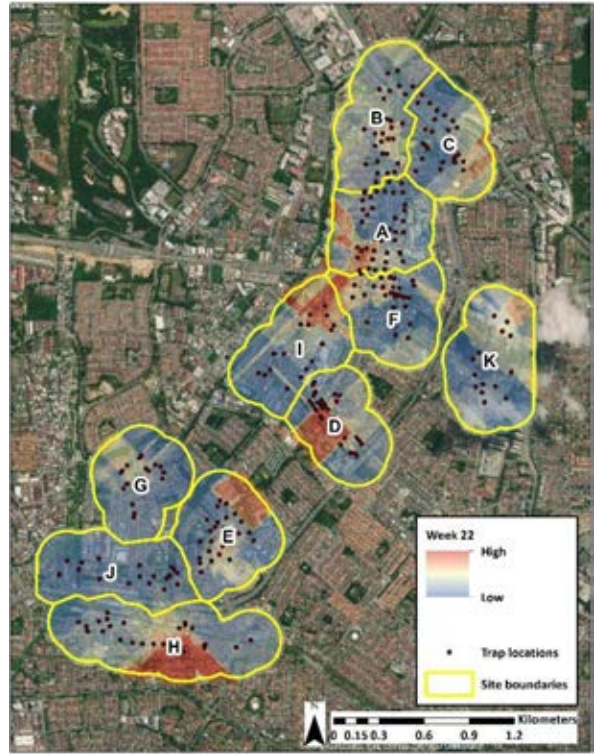 B
C
A
F
I
K
D
G
E
J
H
Week 22
High
Low
Trap locations
Site boundaries
N
Kilometers
0 0.15 0.3 0.6 0.9 1.2